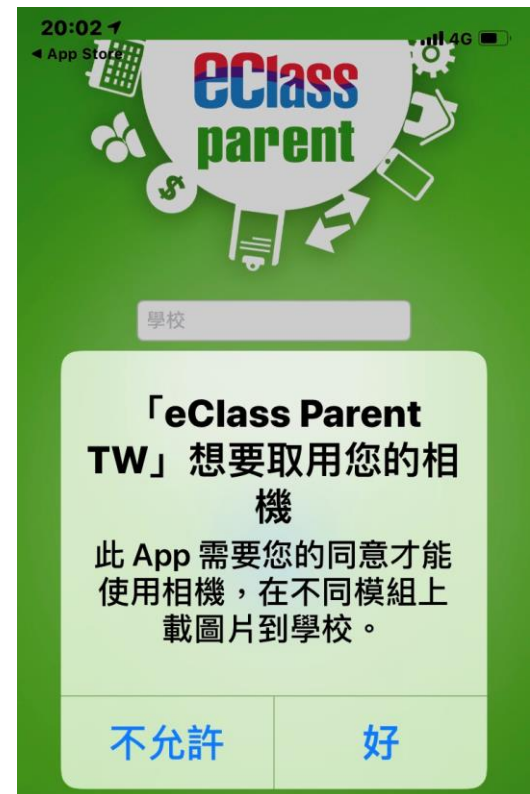 20:02
4G
◀ App Store
eClass
parent
$
學校
「eClass Parent
TW」想要取用您的相
機
此 App 需要您的同意才能
使用相機,在不同模組上
載圖片到學校。
不允許
好